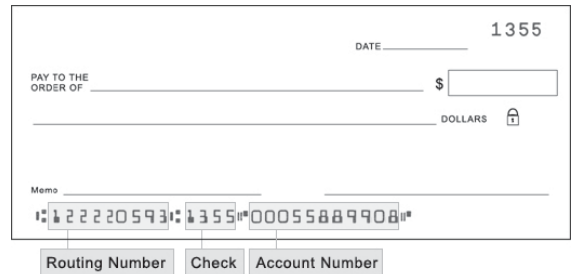 1355
DATE
PAY TO THE
ORDER OF
$
DOLLARS
Memo
⑆122220593⑆ 1355⑈00055889908⑈
Routing Number Check Account Number